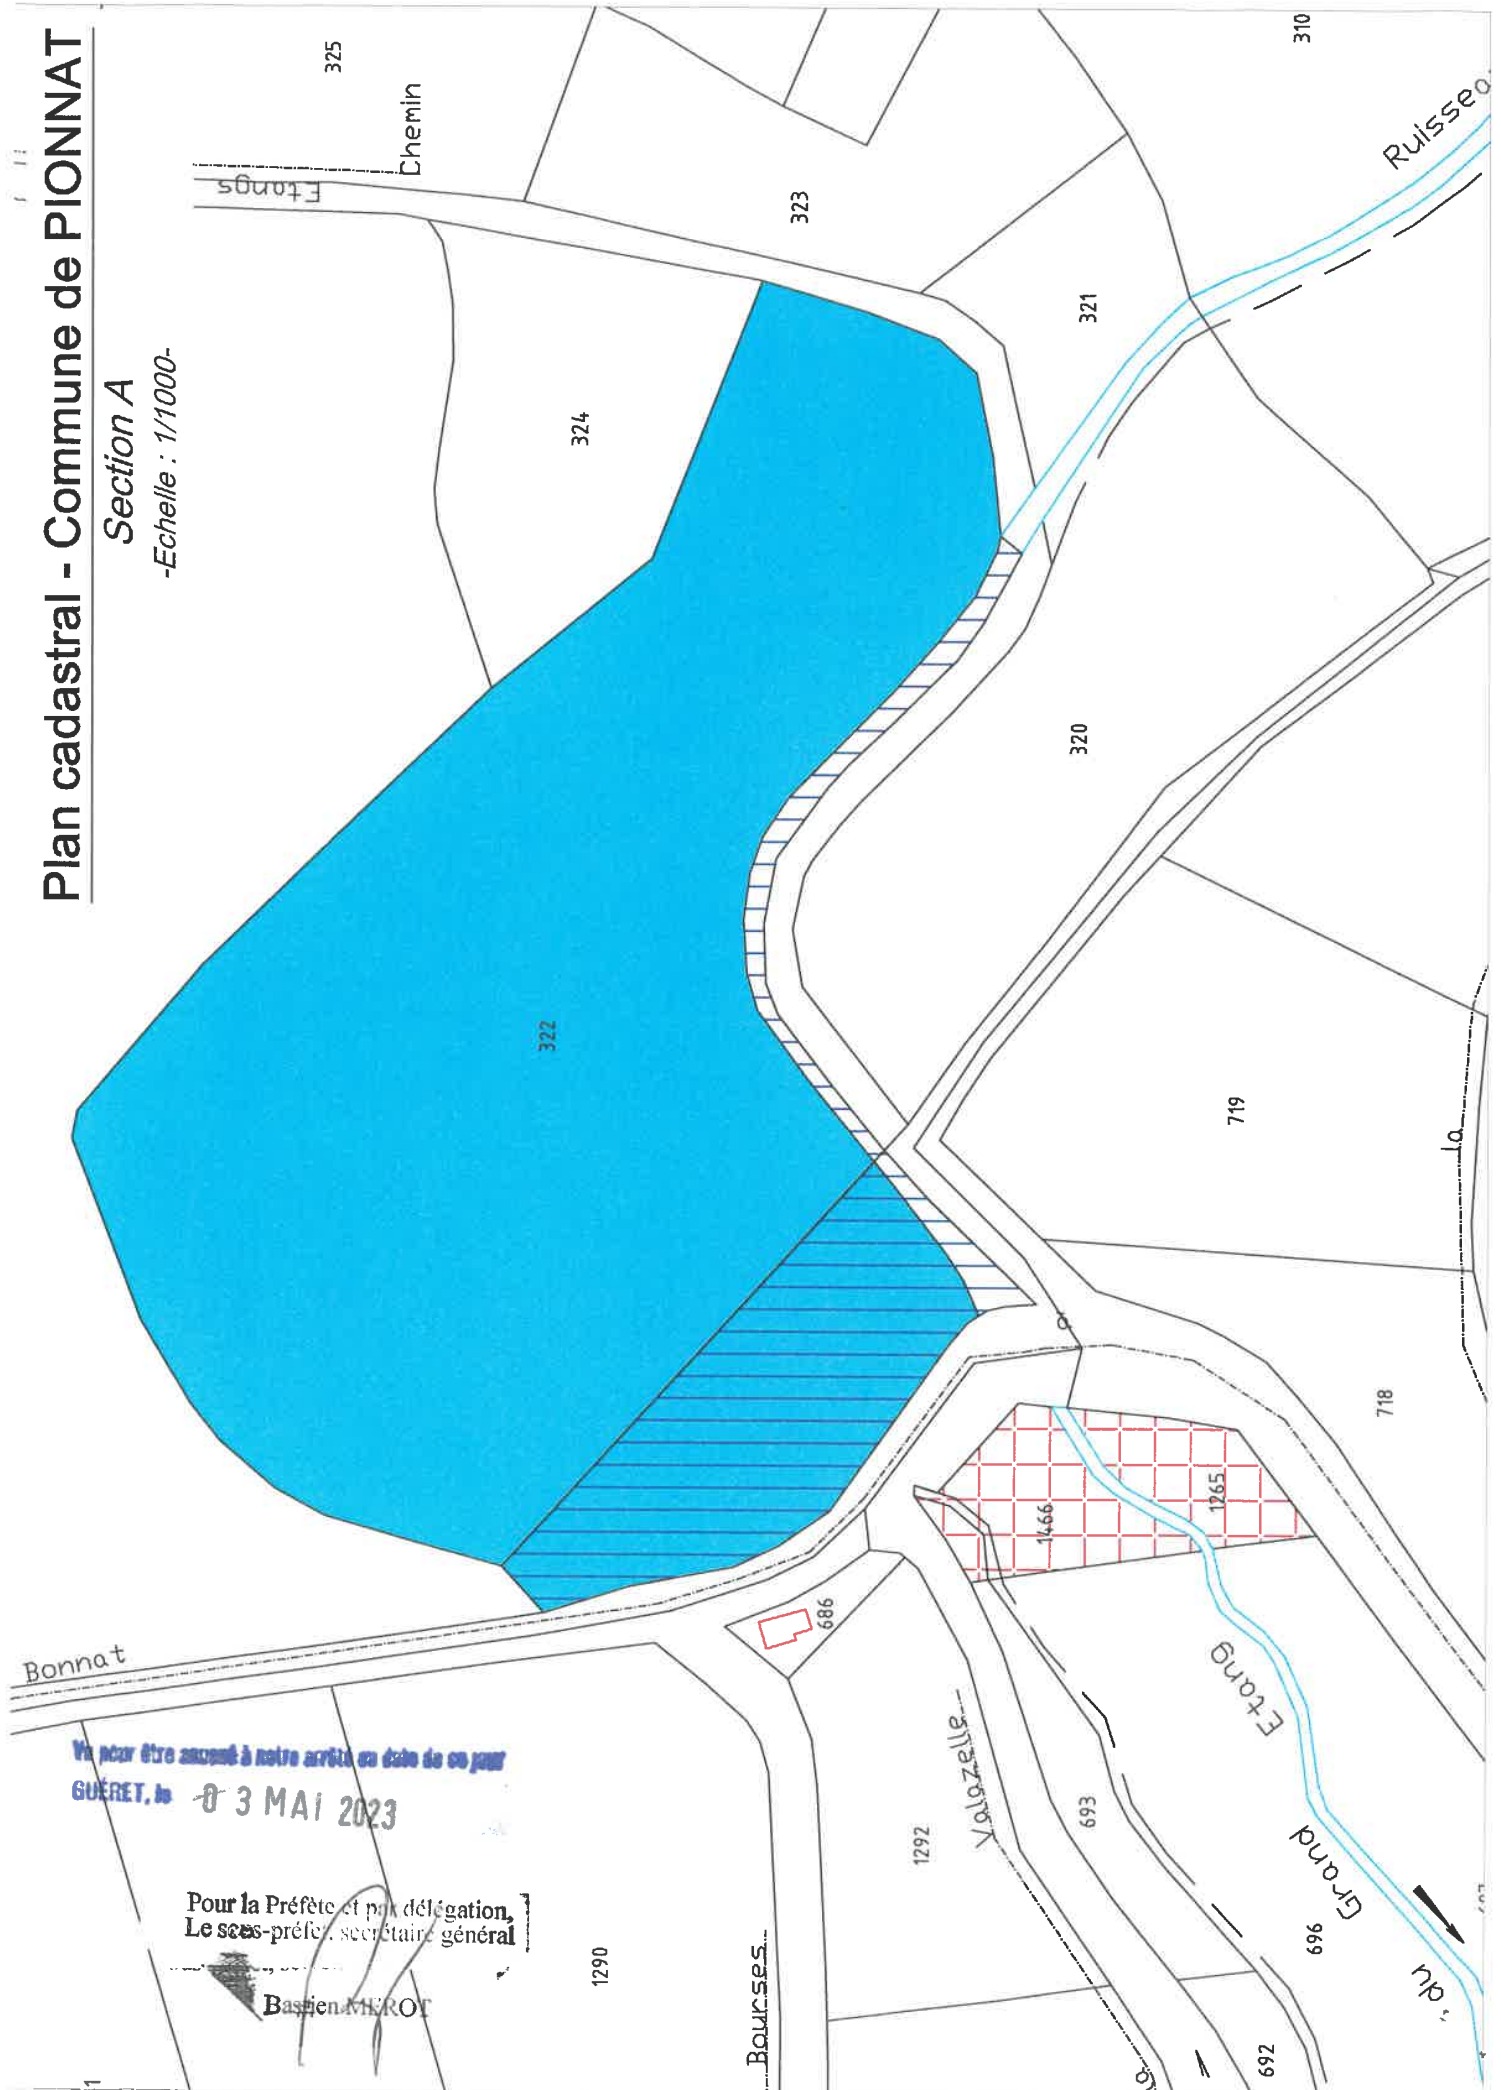 Plan cadastral - Commune de PIONNAT
Section A
-Echelle : 1/1000-
325
Chemin
Etangs
310
323
Ruissea
321
324
320
322
719
la
718
à
1265
1466
686
Bonnat
Etang
Grand
"du
Valazelle
693
696
1292
692
1290
Bourses
Vu pour être annexé à notre arrêté en date de ce jour
GUÉRET, le 0 3 MAI 2023
Pour la Préfète et par délégation,
Le sous-préfet, secrétaire général
Bastien MEROT